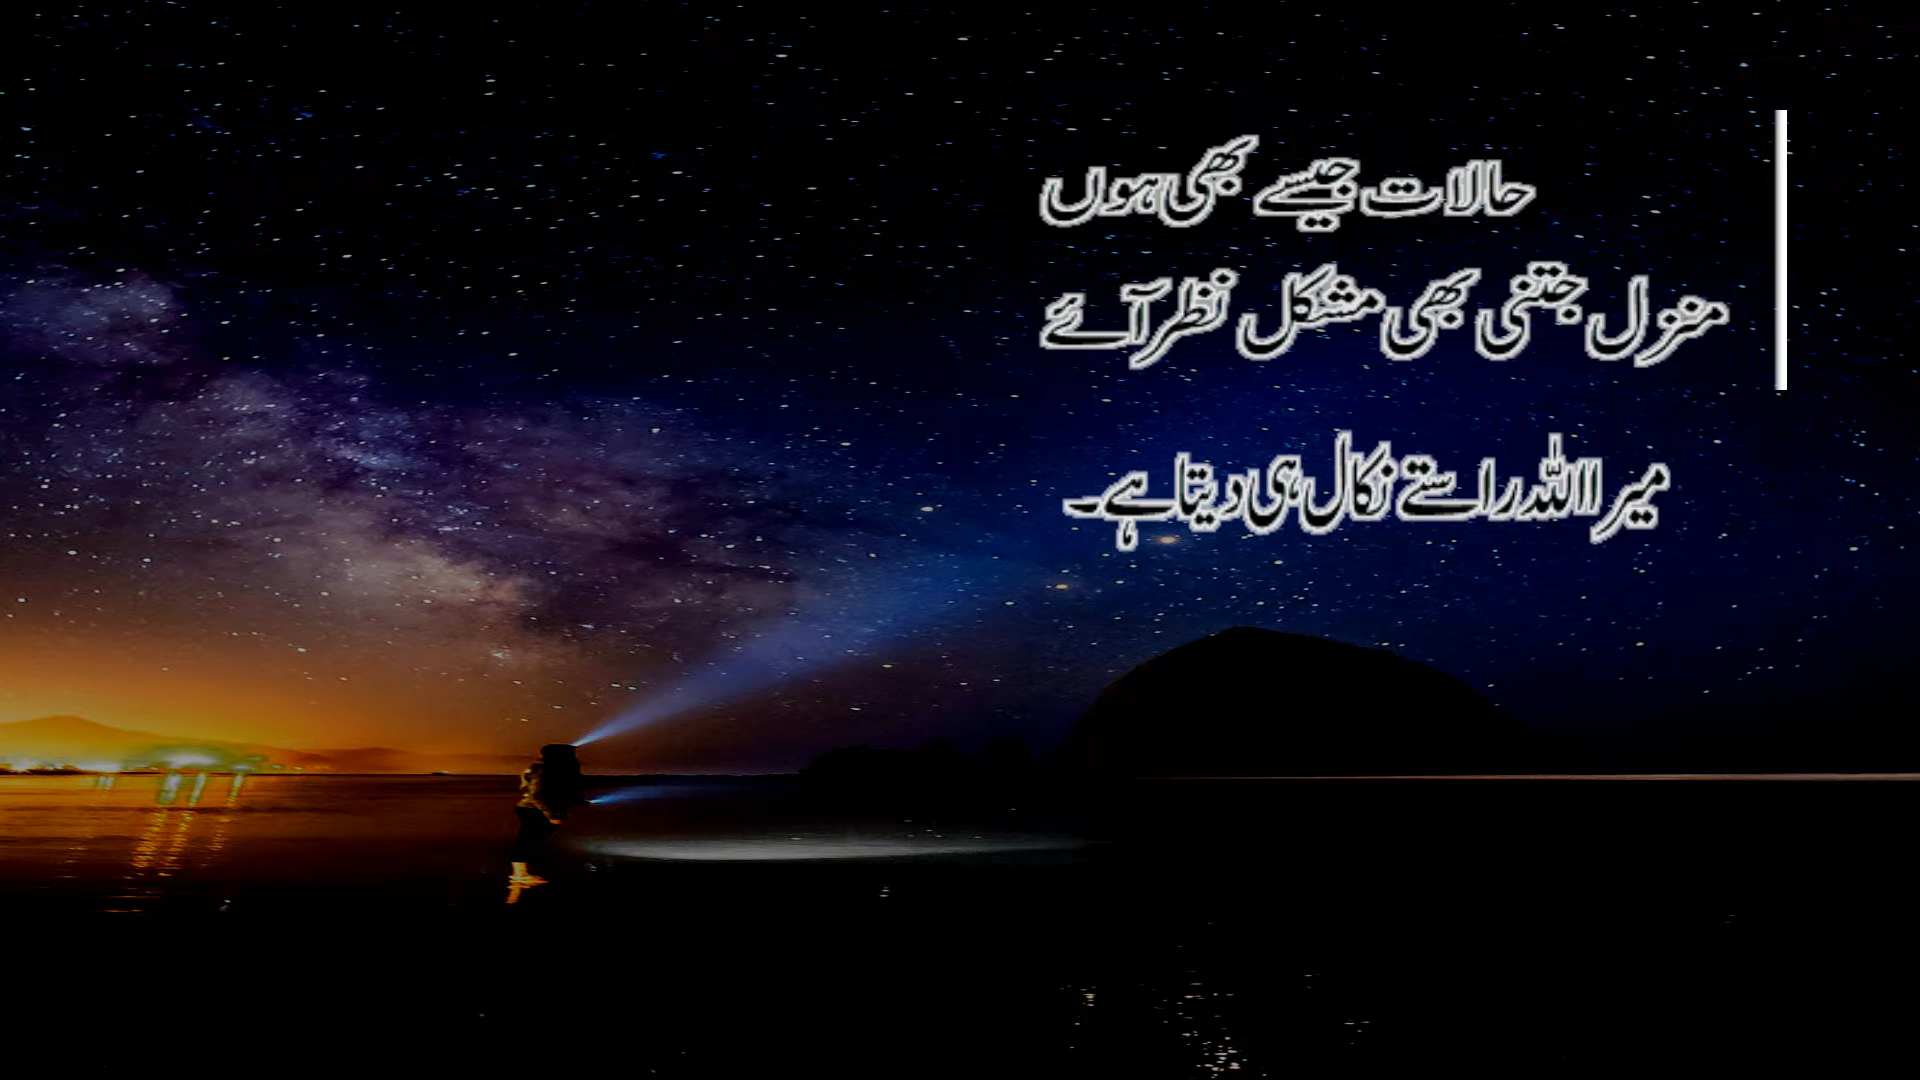 حالات جیسے بھی ہوں
منزل جتنی بھی مشکل نظر آئے
میرا اللہ راستے نکال ہی دیتا ہے۔